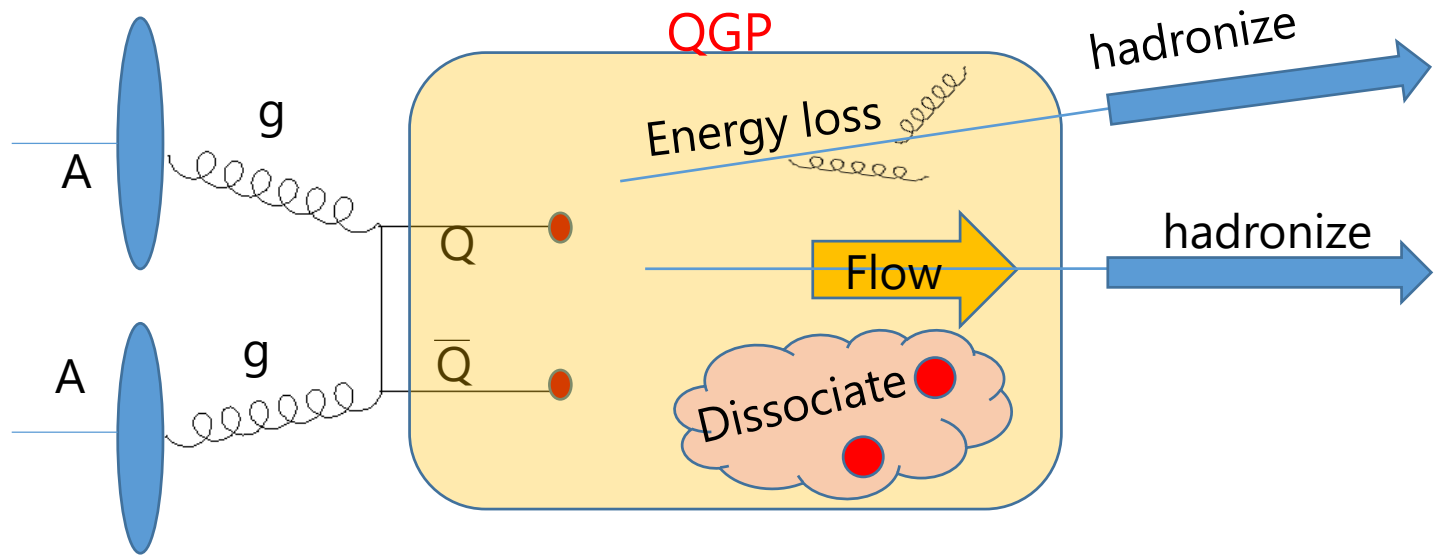 QGP
hadronize
g
Energy loss
A
Q
hadronize
Flow
g
Q̅
A
Dissociate